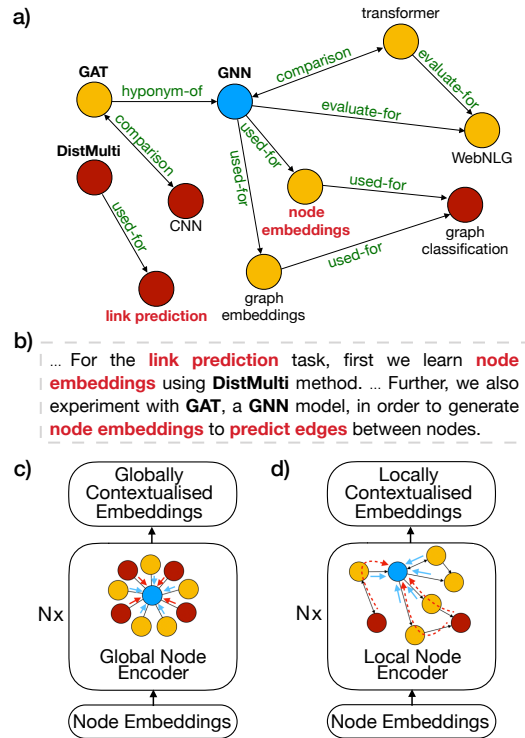 a)
transformer
GAT
GNN
hyponym-of
comparison
evaluate-for
evaluate-for
WebNLG
comparison
DistMulti
CNN
used-for
used-for
used-for
node
embeddings
used-for
graph
classification
used-for
link prediction
graph
embeddings
used-for
b)
... For the link prediction task, first we learn node
embeddings using DistMulti method. ... Further, we also
experiment with GAT, a GNN model, in order to generate
node embeddings to predict edges between nodes.
c)
Globally
Contextualised
Embeddings
Nx
Global Node
Encoder
Node Embeddings
d)
Locally
Contextualised
Embeddings
Nx
Local Node
Encoder
Node Embeddings